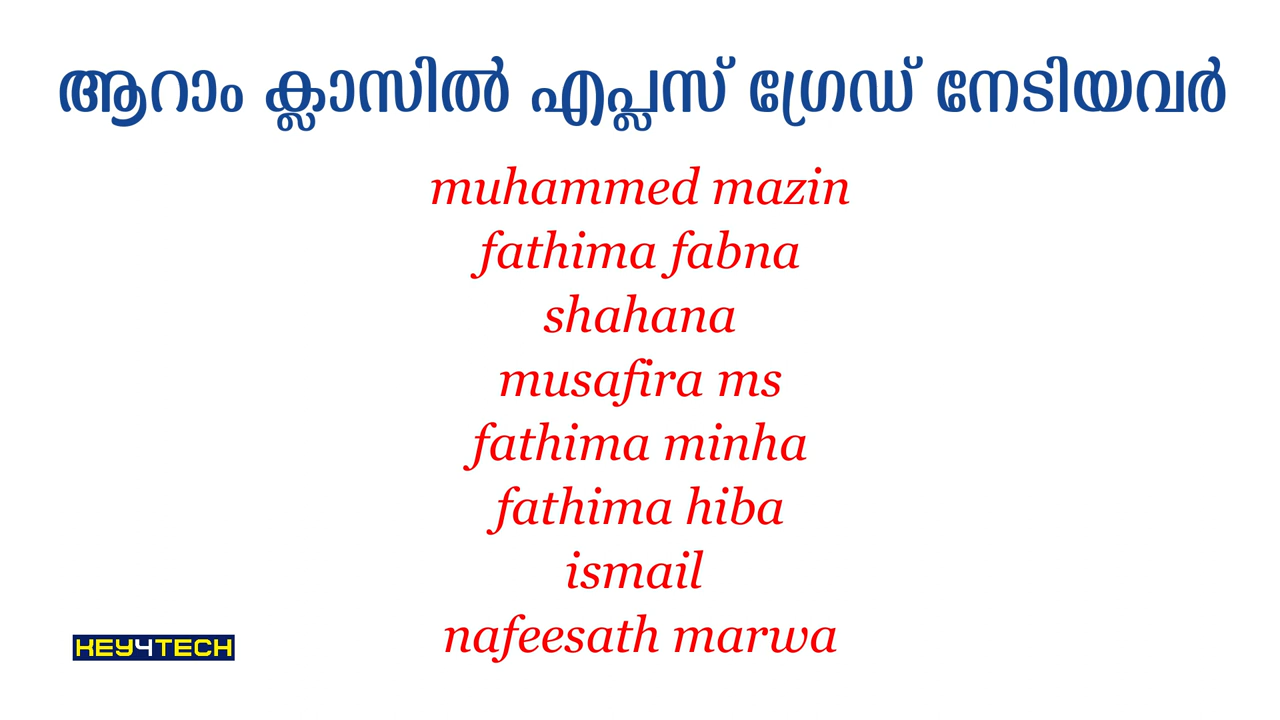 ആറാം ക്ലാസിൽ എപ്ലസ് ഗ്രേഡ് നേടിയവർ
muhammed mazin
fathima fabna
shahana
musafira ms
fathima minha
fathima hiba
ismail
nafeesath marwa
KEY4TECH